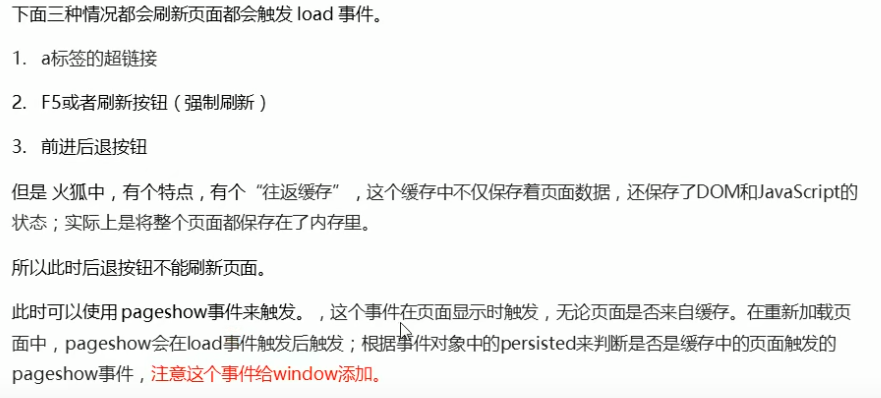 下面三种情况都会刷新页面都会触发 load 事件。
1. a标签的超链接
2. F5或者刷新按钮（强制刷新）
3. 前进后退按钮
但是 火狐中，有个特点，有个“往返缓存”，这个缓存中不仅保存着页面数据，还保存了DOM和JavaScript的
状态；实际上是将整个页面都保存在了内存里。
所以此时后退按钮不能刷新页面。
此时可以使用 pageshow事件来触发。，这个事件在页面显示时触发，无论页面是否来自缓存。在重新加载页
面中，pageshow会在load事件触发后触发；根据事件对象中的persisted来判断是否是缓存中的页面触发的
pageshow事件，注意这个事件给window添加。